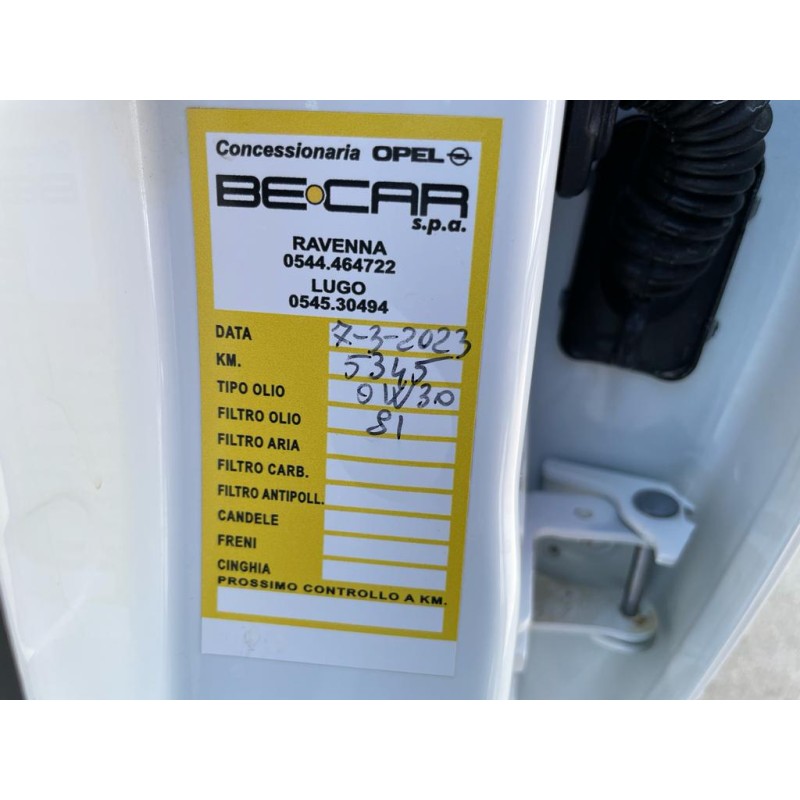 Concessionaria OPEL
BE•CAR
s.p.a.
RAVENNA
0544.464722
LUGO
0545.30494
DATA 7-3-2023
KM. 5345
TIPO OLIO 0W30
FILTRO OLIO SI
FILTRO ARIA
FILTRO CARB.
FILTRO ANTIPOLL.
CANDELE
FRENI
CINGHIA
PROSSIMO CONTROLLO A KM.